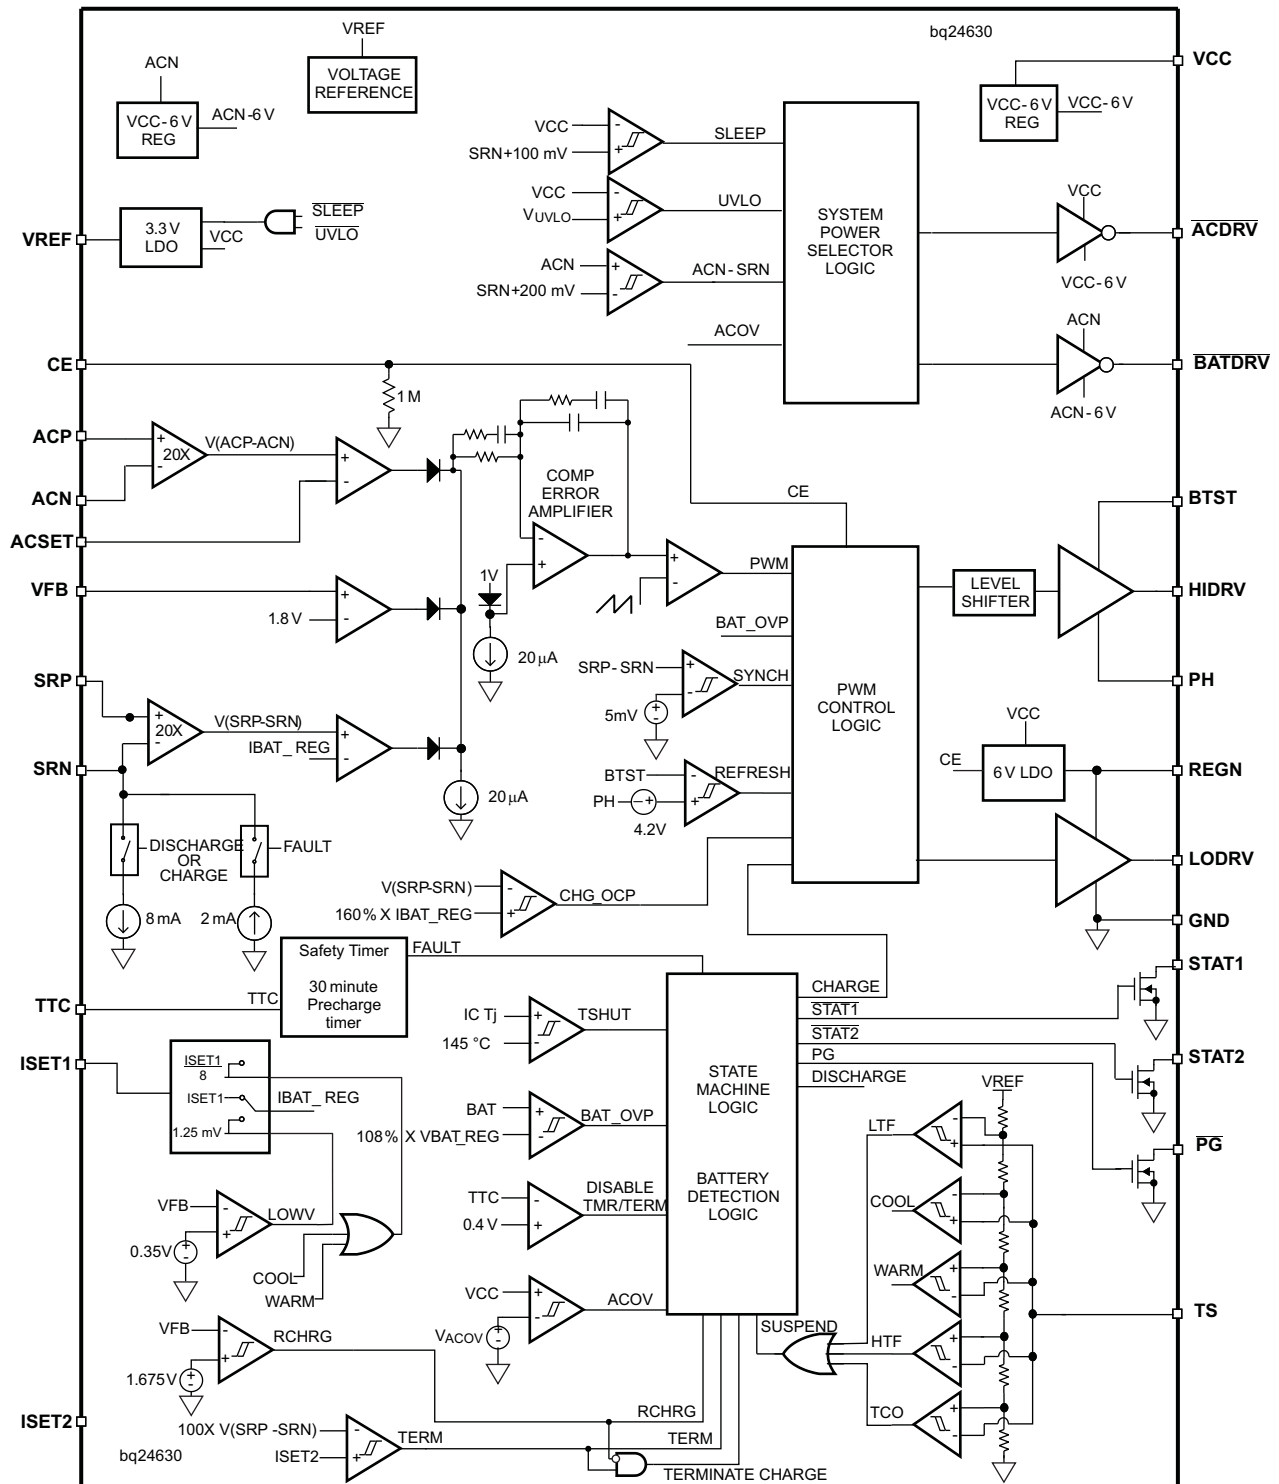 bq24630
VREF
VOLTAGE
REFERENCE
ACN
VCC-6 V
REG
ACN-6 V
VCC
VCC-6 V
REG
VCC-6 V
VCC
SRN+100 mV
SLEEP
VCC
VUVLO
UVLO
ACN
SRN+200 mV
ACN-SRN
ACOV
SYSTEM
POWER
SELECTOR
LOGIC
VCC
VCC-6 V
ACDRV
ACN
ACN-6 V
BATDRV
VREF
3.3 V
LDO
VCC
SLEEP
UVLO
CE
1 M
ACP
20X
V(ACP-ACN)
+
-
ACN
ACSET
COMP
ERROR
AMPLIFIER
CE
PWM
1V
20 µA
VFB
1.8 V
BTST
LEVEL
SHIFTER
HIDRV
PH
BAT_OVP
SRP-SRN
SYNCH
5mV
PWM
CONTROL
LOGIC
SRP
20X
V(SRP-SRN)
IBAT_ REG
SRN
20 µA
BTST
REFRESH
PH
4.2V
VCC
CE
6 V LDO
REGN
LODRV
GND
DISCHARGE
OR
CHARGE
FAULT
8 mA
2 mA
V(SRP-SRN)
160% X IBAT_REG
CHG_OCP
Safety Timer
30 minute
Precharge
timer
FAULT
TTC
TTC
CHARGE
STAT1
STAT2
PG
DISCHARGE
STAT1
STAT2
PG
IC Tj
145 °C
TSHUT
STATE
MACHINE
LOGIC
BATTERY
DETECTION
LOGIC
ISET1
ISET1
8
ISET1
1.25 mV
IBAT_ REG
BAT
108% X VBAT_REG
BAT_OVP
TTC
0.4 V
DISABLE
TMR/TERM
VREF
LTF
COOL
WARM
HTF
TCO
TS
SUSPEND
VFB
0.35V
LOWV
COOL
WARM
VCC
VACOV
ACOV
VFB
1.675V
RCHRG
RCHRG
ISET2
100X V(SRP -SRN)
ISET2
TERM
TERM
TERMINATE CHARGE
bq24630